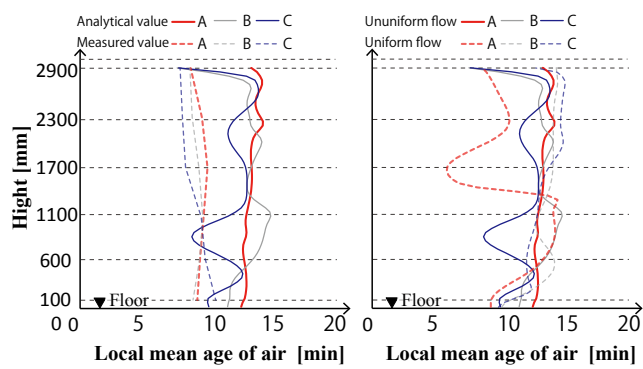 Analytical value A B C
Measured value A B C
Ununiform flow A B C
Uniform flow A B C
Hight [mm]
2900
2300
1700
1100
600
100
0
Floor
0 5 10 15 20
Local mean age of air [min]
2900
2300
1700
1100
600
100
0
Floor
0 5 10 15 20
Local mean age of air [min]